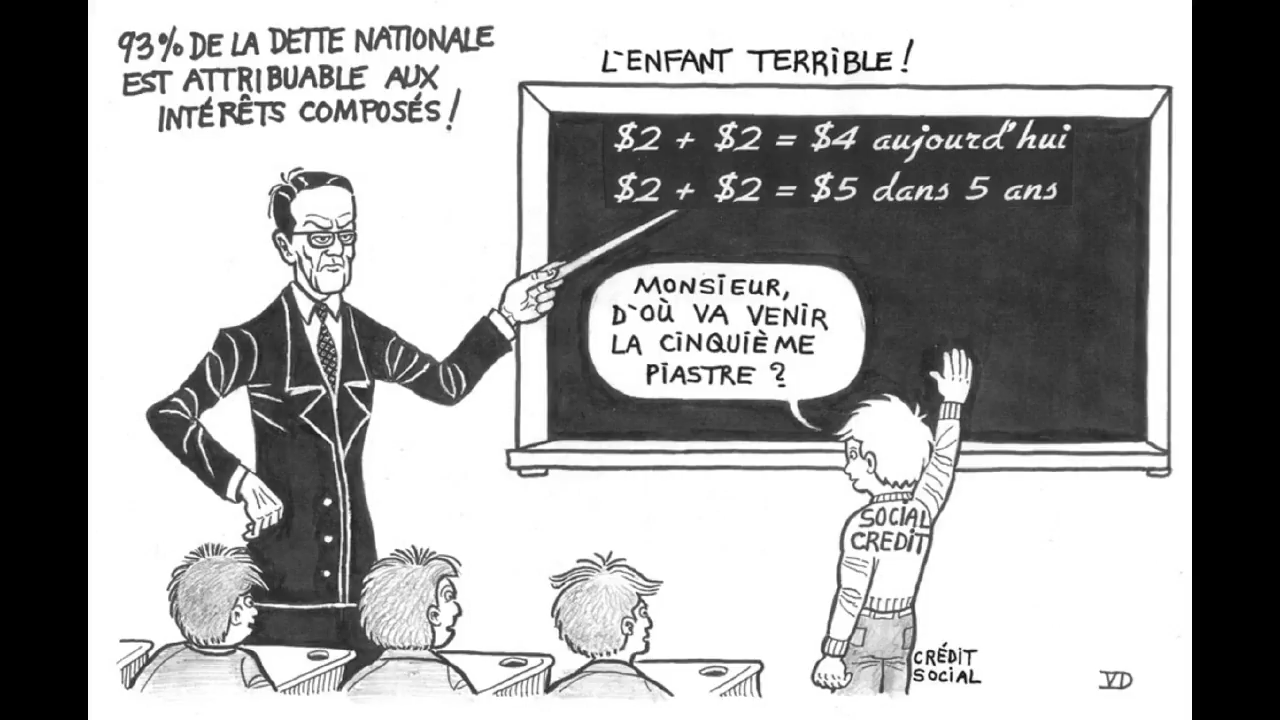 93% DE LA DETTE NATIONALE
EST ATTRIBUABLE AUX
INTÉRÊTS COMPOSÉS!
L'ENFANT TERRIBLE!
$2 + $2 = $4 aujourd'hui
$2 + $2 = $5 dans 5 ans
MONSIEUR,
D'OÙ VA VENIR
LA CINQUIÈME
PIASTRE ?
SOCIAL
CREDIT
CRÉDIT
SOCIAL
VD